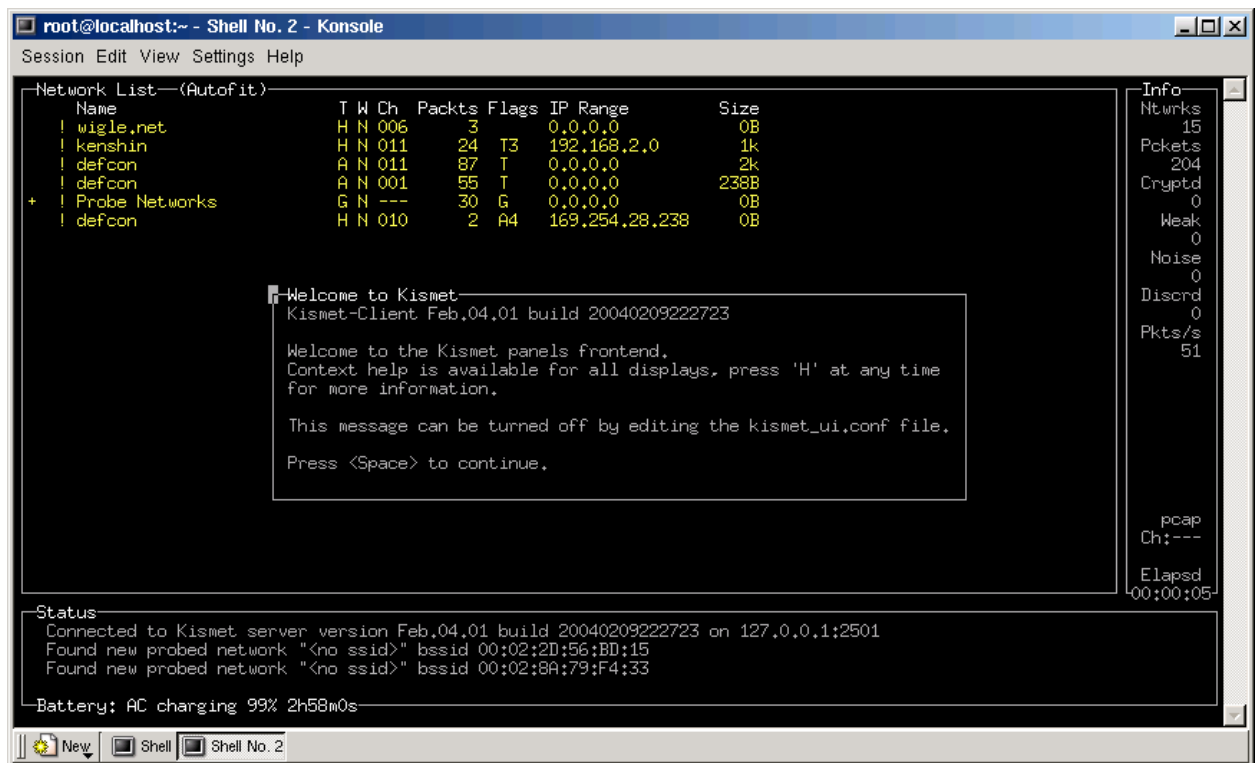 root@localhost:~ - Shell No. 2 - Konsole
Session Edit View Settings Help
Network List—(Autofit)
Name T W Ch Packts Flags IP Range Size
! wigle.net H N 006 3 0.0.0.0 0B
! kenshin H N 011 24 T3 192.168.2.0 1k
! defcon A N 011 87 T 0.0.0.0 2k
! defcon A N 001 55 T 0.0.0.0 238B
+ ! Probe Networks G N --- 30 G 0.0.0.0 0B
! defcon H N 010 2 A4 169.254.28.238 0B
Welcome to Kismet
Kismet-Client Feb.04.01 build 20040209222723
Welcome to the Kismet panels frontend.
Context help is available for all displays, press 'H' at any time
for more information.
This message can be turned off by editing the kismet_ui.conf file.
Press <Space> to continue.
Info
Ntwrks
15
Pckets
204
Cryptd
0
Weak
0
Noise
0
Discrd
0
Pkts/s
51
pcap
Ch:---
Elapsd
00:00:05
Status
Connected to Kismet server version Feb.04.01 build 20040209222723 on 127.0.0.1:2501
Found new probed network "<no ssid>" bssid 00:02:2D:56:BD:15
Found new probed network "<no ssid>" bssid 00:02:8A:79:F4:33
Battery: AC charging 99% 2h58m0s
New Shell Shell No. 2